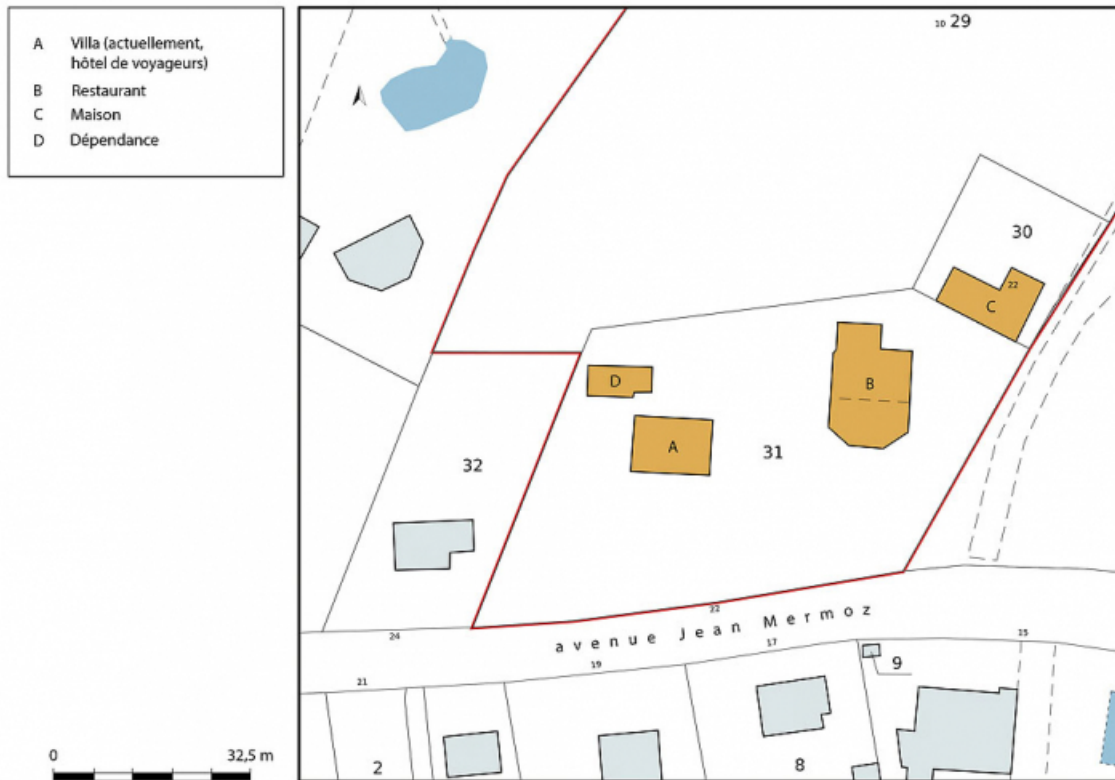 A Villa (actuellement,
hôtel de voyageurs)
B Restaurant
C Maison
D Dépendance
10 29
30
22
C
D
B
A
31
32
22
avenue Jean Mermoz
24
17
15
19
9
21
2
8
0 32,5 m